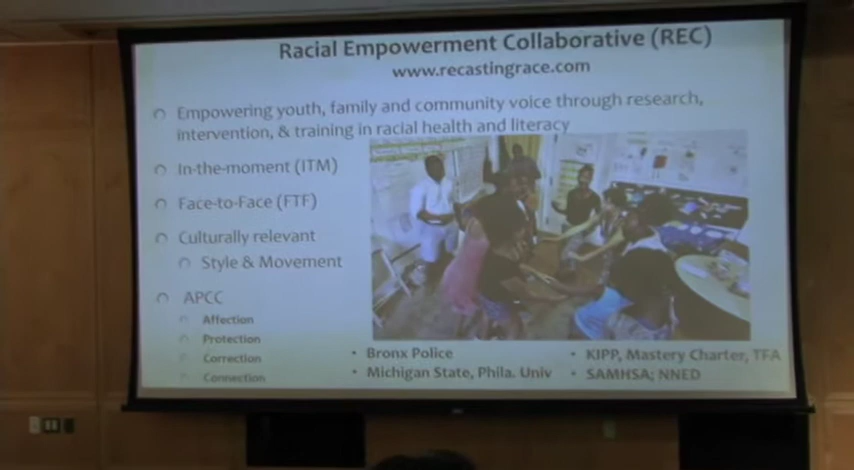 Racial Empowerment Collaborative (REC)
www.recastingrace.com
Empowering youth, family and community voice through research,
intervention, & training in racial health and literacy
In-the-moment (ITM)
Face-to-Face (FTF)
Culturally relevant
Style & Movement
APCC
Affection
Protection
Correction
Connection
• Bronx Police
• Michigan State, Phila. Univ
• KIPP, Mastery Charter, TFA
• SAMHSA; NNED